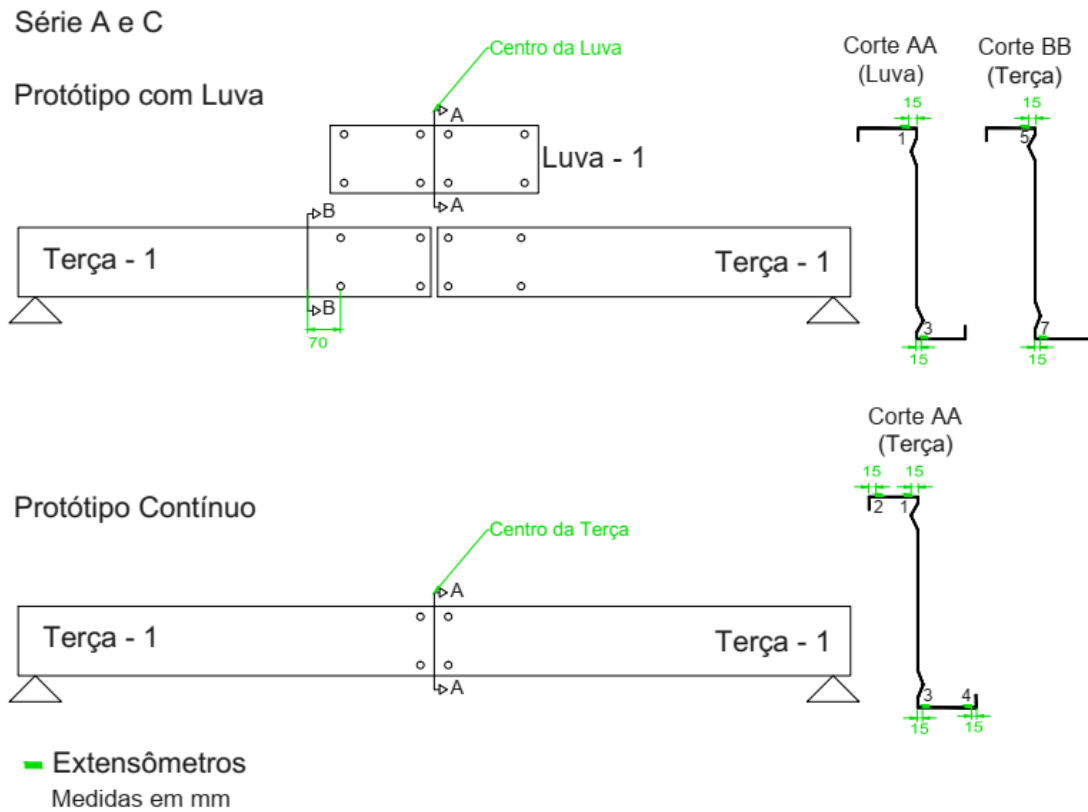 Série A e C
Centro da Luva
Corte AA
(Luva)
Corte BB
(Terça)
Protótipo com Luva
A
15
15
1
5
Luva - 1
A
B
Terça - 1
Terça - 1
B
70
3
7
15
15
Corte AA
(Terça)
15
15
2
1
Protótipo Contínuo
Centro da Terça
A
Terça - 1
Terça - 1
A
3
4
15
15
Extensômetros
Medidas em mm